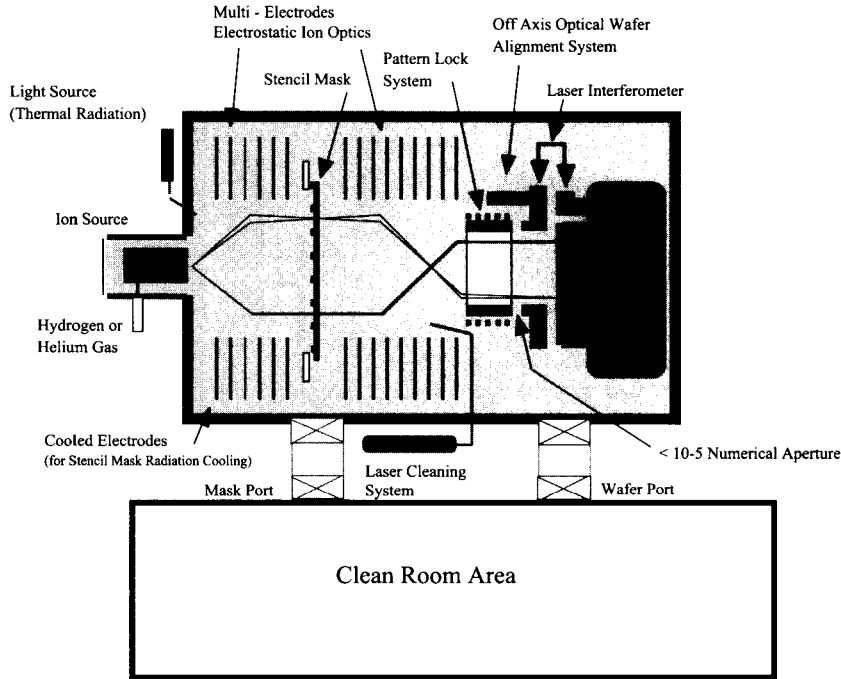 Multi - Electrodes
Electrostatic Ion Optics
Off Axis Optical Wafer
Alignment System
Pattern Lock
System
Stencil Mask
Laser Interferometer
Light Source
(Thermal Radiation)
Ion Source
Hydrogen or
Helium Gas
Cooled Electrodes
(for Stencil Mask Radiation Cooling)
< 10-5 Numerical Aperture
Laser Cleaning
System
Mask Port
Wafer Port
Clean Room Area